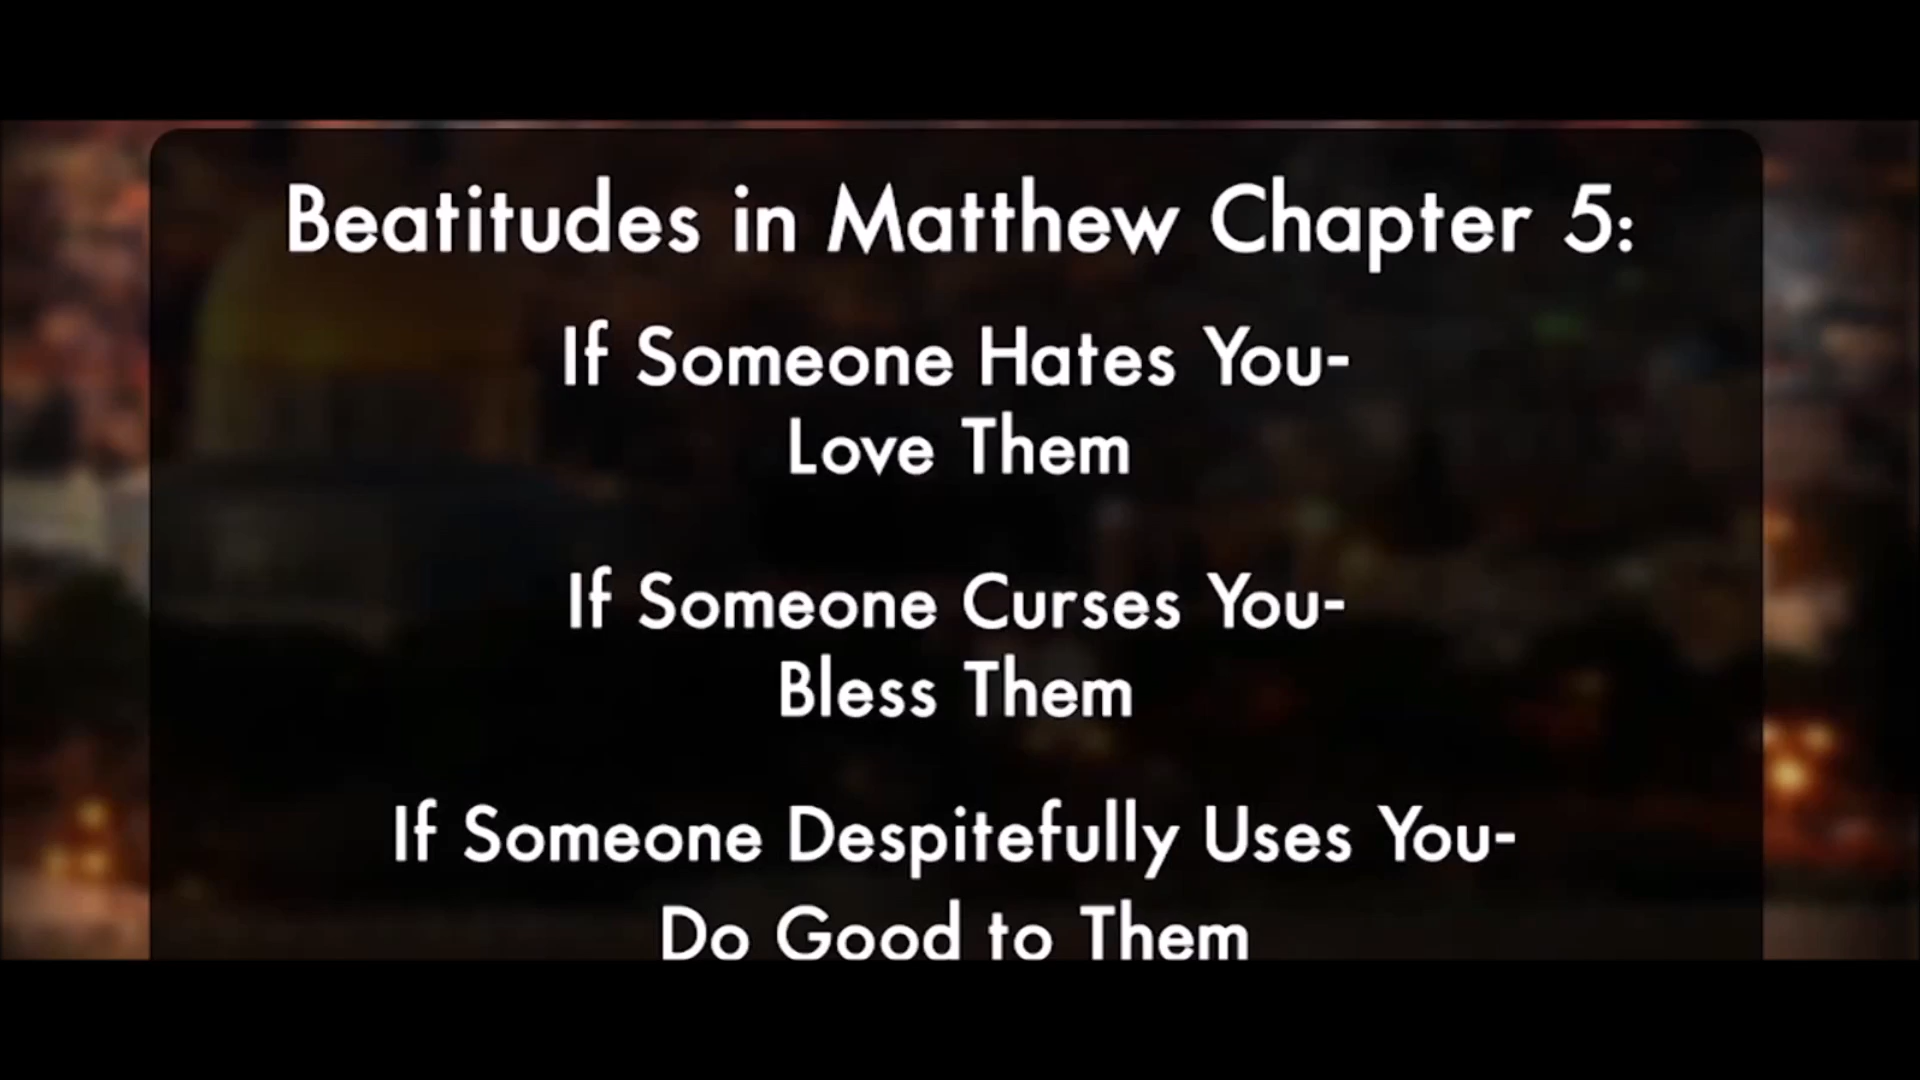 Beatitudes in Matthew Chapter 5:
If Someone Hates You-
Love Them
If Someone Curses You-
Bless Them
If Someone Despitefully Uses You-
Do Good to Them